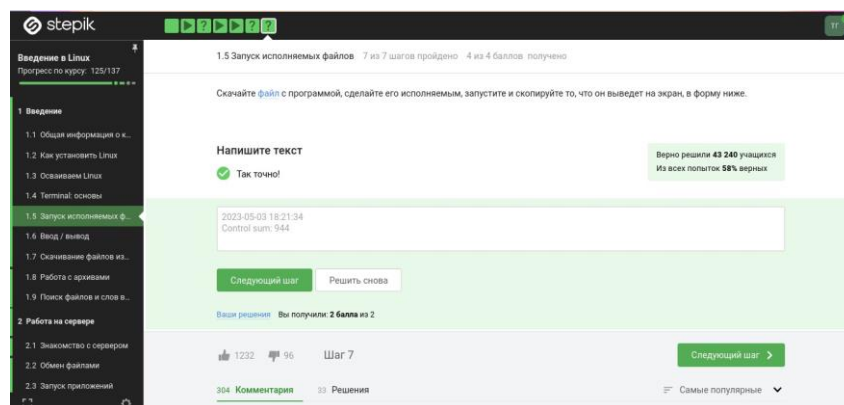 stepik
ТГ
Введение в Linux
Прогресс по курсу: 125/137
1 Введение
1.1 Общая информация о к...
1.2 Как установить Linux
1.3 Осваиваем Linux
1.4 Terminal: основы
1.5 Запуск исполняемых ф...
1.6 Ввод / вывод
1.7 Скачивание файлов из...
1.8 Работа с архивами
1.9 Поиск файлов и слов в...
2 Работа на сервере
2.1 Знакомство с сервером
2.2 Обмен файлами
2.3 Запуск приложений
1.5 Запуск исполняемых файлов 7 из 7 шагов пройдено 4 из 4 баллов получено
Скачайте файл с программой, сделайте его исполняемым, запустите и скопируйте то, что он выведет на экран, в форму ниже.
Напишите текст
Так точно!
Верно решили 43 240 учащихся
Из всех попыток 58% верных
2023-05-03 18:21:34
Control sum: 944
Следующий шаг
Решить снова
Ваши решения Вы получили: 2 балла из 2
1232 96 Шаг 7
Следующий шаг
304 Комментария 33 Решения
Самые популярные